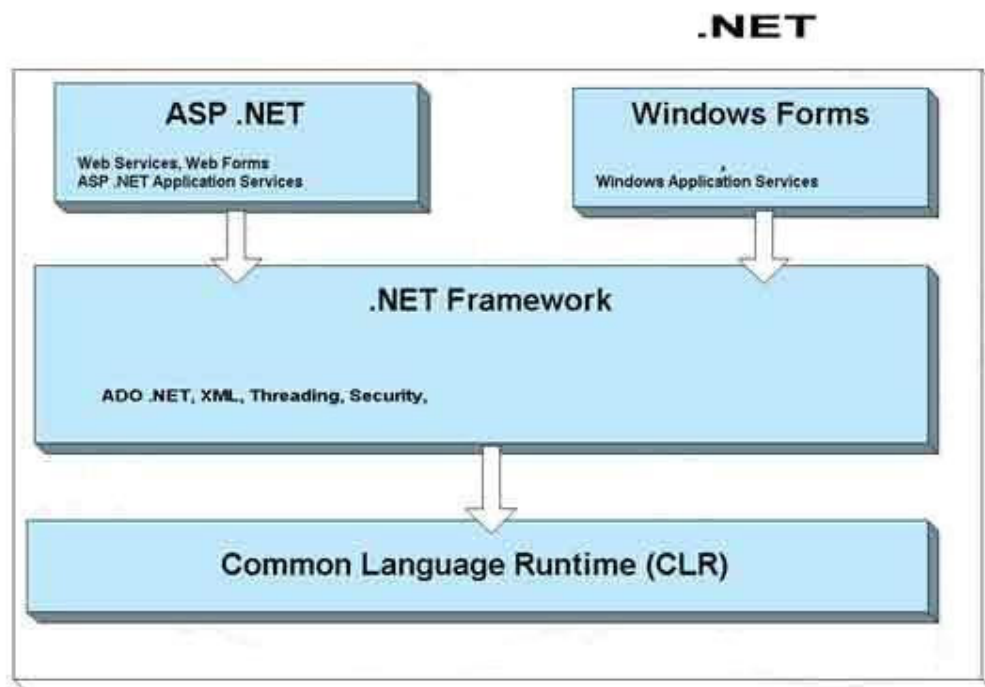 .NET
ASP .NET
Web Services, Web Forms
ASP .NET Application Services
Windows Forms
,
Windows Application Services
.NET Framework
ADO .NET, XML, Threading, Security,
Common Language Runtime (CLR)